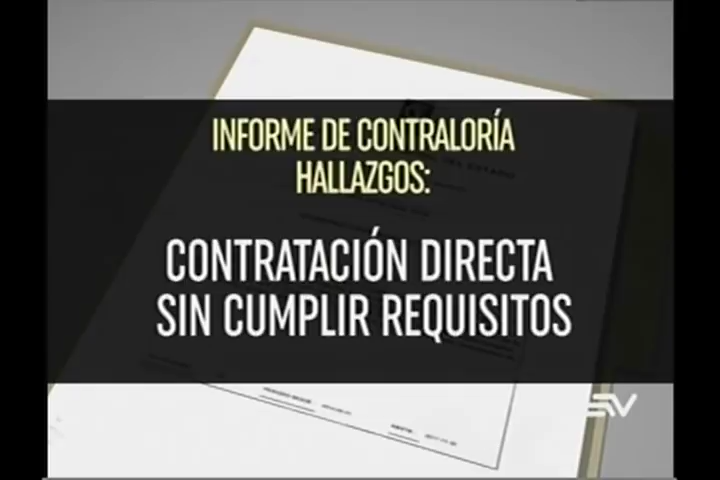 INFORME DE CONTRALORÍA
HALLAZGOS:
CONTRATACIÓN DIRECTA
SIN CUMPLIR REQUISITOS